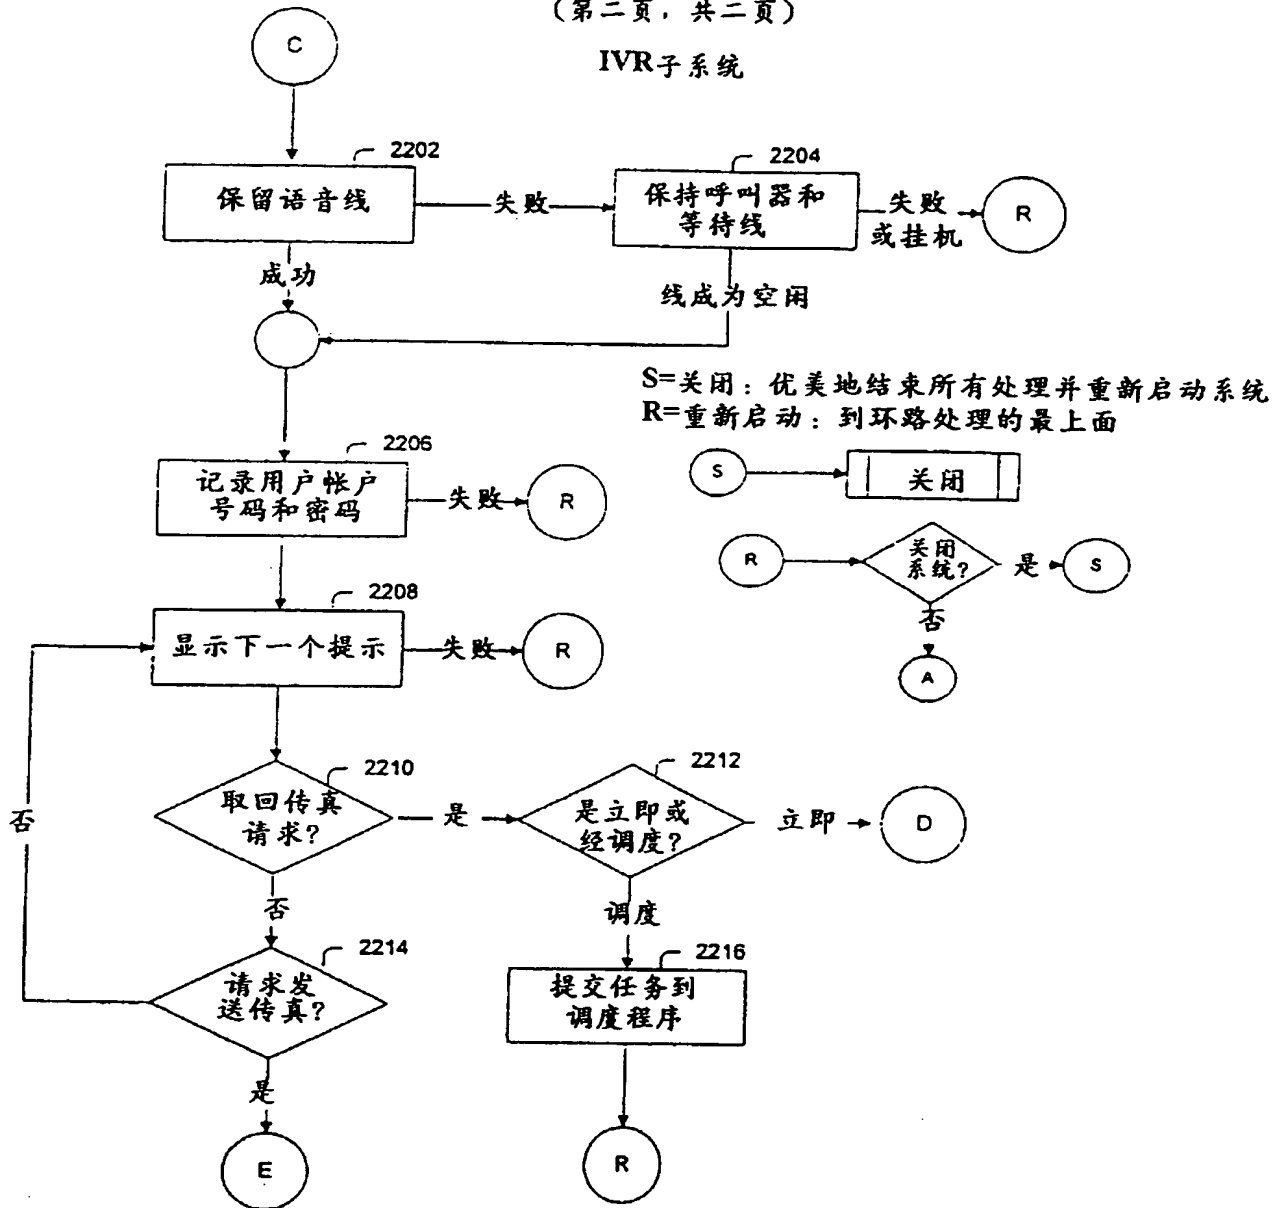 (第二页，共二页)
IVR子系统
C
2202
保留语音线
失败
2204
保持呼叫器和
等待线
失败
或挂机
R
成功
线成为空闲
S=关闭：优美地结束所有处理并重新启动系统
R=重新启动：到环路处理的最上面
2206
记录用户帐户
号码和密码
失败
R
S
关闭
R
关闭
系统?
是
S
否
A
2208
显示下一个提示
失败
R
2210
取回传真
请求?
是
2212
是立即或
经调度?
立即
D
否
否
调度
2214
请求发
送传真?
2216
提交任务到
调度程序
是
E
R